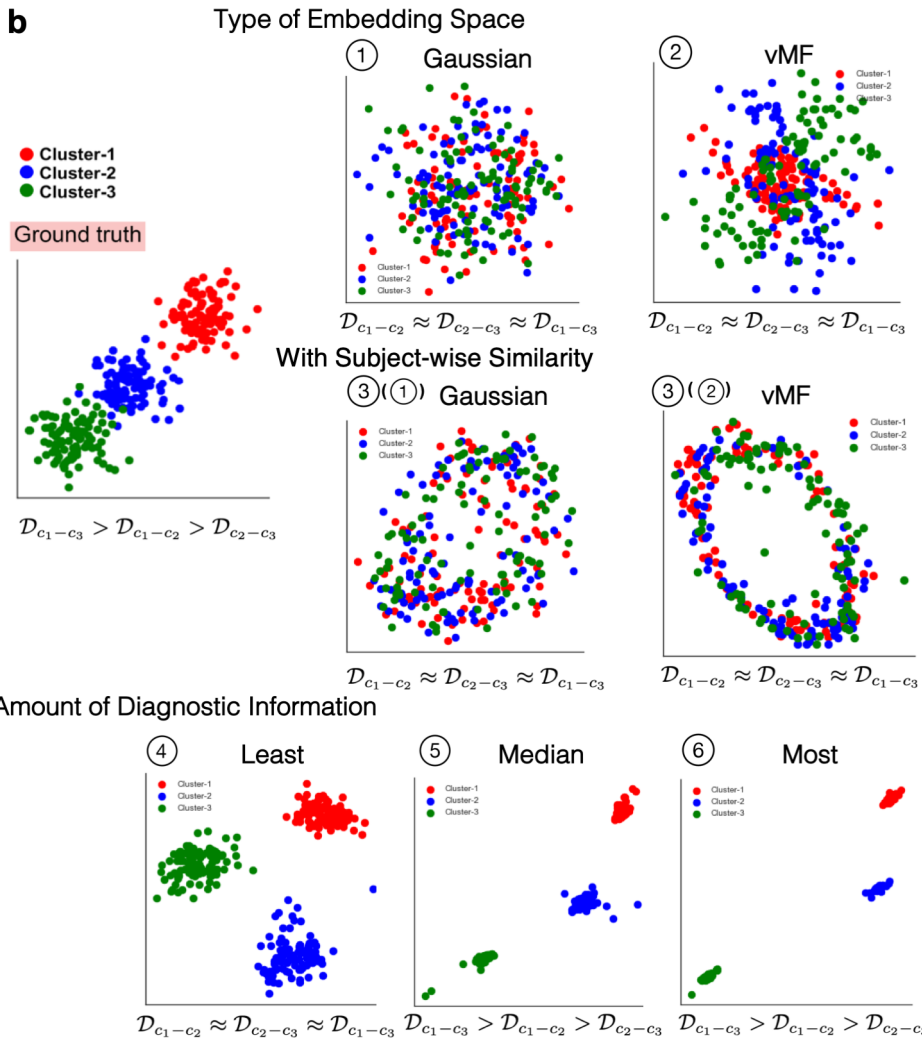 b
Type of Embedding Space
① Gaussian
② vMF
Cluster-1
Cluster-2
Cluster-3
Cluster-1
Cluster-2
Cluster-3
Ground truth
Cluster-1
Cluster-2
Cluster-3
𝒟c₁−c₂ ≈ 𝒟c₂−c₃ ≈ 𝒟c₁−c₃
𝒟c₁−c₂ ≈ 𝒟c₂−c₃ ≈ 𝒟c₁−c₃
With Subject-wise Similarity
③(①) Gaussian
③(②) vMF
Cluster-1
Cluster-2
Cluster-3
Cluster-1
Cluster-2
Cluster-3
𝒟c₁−c₃ > 𝒟c₁−c₂ > 𝒟c₂−c₃
𝒟c₁−c₂ ≈ 𝒟c₂−c₃ ≈ 𝒟c₁−c₃
𝒟c₁−c₂ ≈ 𝒟c₂−c₃ ≈ 𝒟c₁−c₃
Amount of Diagnostic Information
④ Least
⑤ Median
⑥ Most
Cluster-1
Cluster-2
Cluster-3
Cluster-1
Cluster-2
Cluster-3
Cluster-1
Cluster-2
Cluster-3
𝒟c₁−c₂ ≈ 𝒟c₂−c₃ ≈ 𝒟c₁−c₃
𝒟c₁−c₃ > 𝒟c₁−c₂ > 𝒟c₂−c₃
𝒟c₁−c₃ > 𝒟c₁−c₂ > 𝒟c₂−c₃